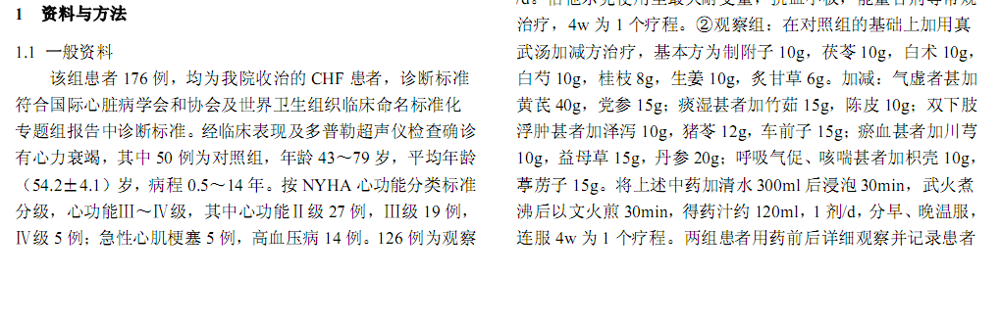 1 资料与方法
1.1 一般资料
该组患者 176 例，均为我院收治的 CHF 患者，诊断标准
符合国际心脏病学会和协会及世界卫生组织临床命名标准化
专题组报告中诊断标准。经临床表现及多普勒超声仪检查确诊
有心力衰竭，其中 50 例为对照组，年龄 43～79 岁，平均年龄
（54.2±4.1）岁，病程 0.5～14 年。按 NYHA 心功能分类标准
分级，心功能Ⅲ～Ⅳ级，其中心功能Ⅱ级 27 例，Ⅲ级 19 例，
Ⅳ级 5 例；急性心肌梗塞 5 例，高血压病 14 例。126 例为观察
治疗，4w 为 1 个疗程。②观察组：在对照组的基础上加用真
武汤加减方治疗，基本方为制附子 10g，茯苓 10g，白术 10g，
白芍 10g，桂枝 8g，生姜 10g，炙甘草 6g。加减：气虚者甚加
黄芪 40g，党参 15g；痰湿甚者加竹茹 15g，陈皮 10g；双下肢
浮肿甚者加泽泻 10g，猪苓 12g，车前子 15g；瘀血甚者加川芎
10g，益母草 15g，丹参 20g；呼吸气促、咳喘甚者加枳壳 10g，
葶苈子 15g。将上述中药加清水 300ml 后浸泡 30min，武火煮
沸后以文火煎 30min，得药汁约 120ml，1 剂/d，分早、晚温服，
连服 4w 为 1 个疗程。两组患者用药前后详细观察并记录患者